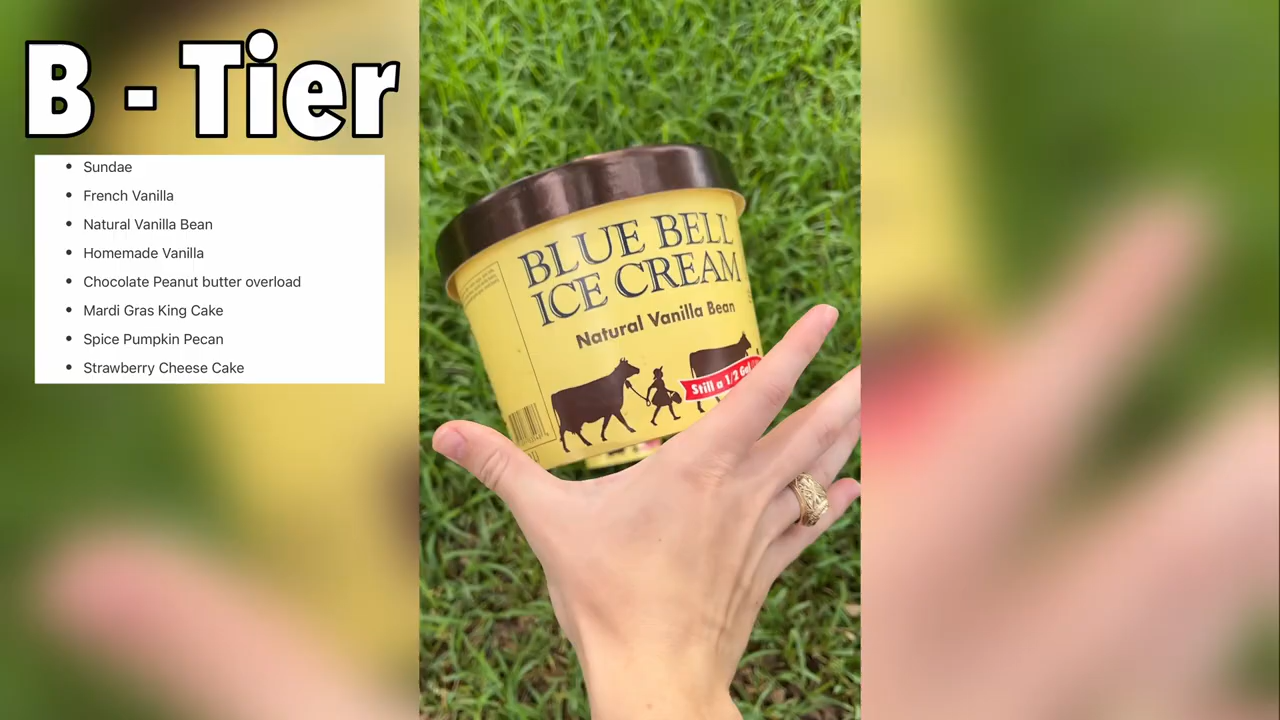 B - Tier
• Sundae
• French Vanilla
• Natural Vanilla Bean
• Homemade Vanilla
• Chocolate Peanut butter overload
• Mardi Gras King Cake
• Spice Pumpkin Pecan
• Strawberry Cheese Cake
BLUE BELL
ICE CREAM
Natural Vanilla Bean
Still a 1/2